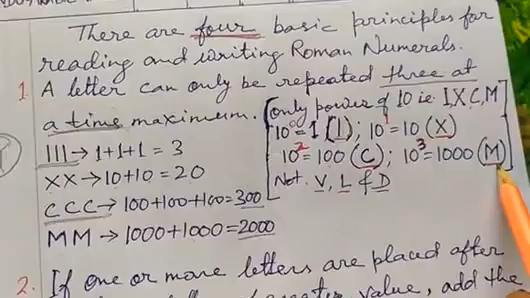 There are four basic principles for
reading and writing Roman Numerals.
1. A letter can only be repeated three at
a time maximum. [only power of 10 ie. I, X, C, M
III → 1+1+1 = 3
10⁰ = 1 (I); 10¹ = 10 (X)
XX → 10+10 = 20
10² = 100 (C); 10³ = 1000 (M)]
CCC → 100+100+100 = 300
Not. V, L & D
MM → 1000+1000 = 2000
2. If one or more letters are placed after
value, add the